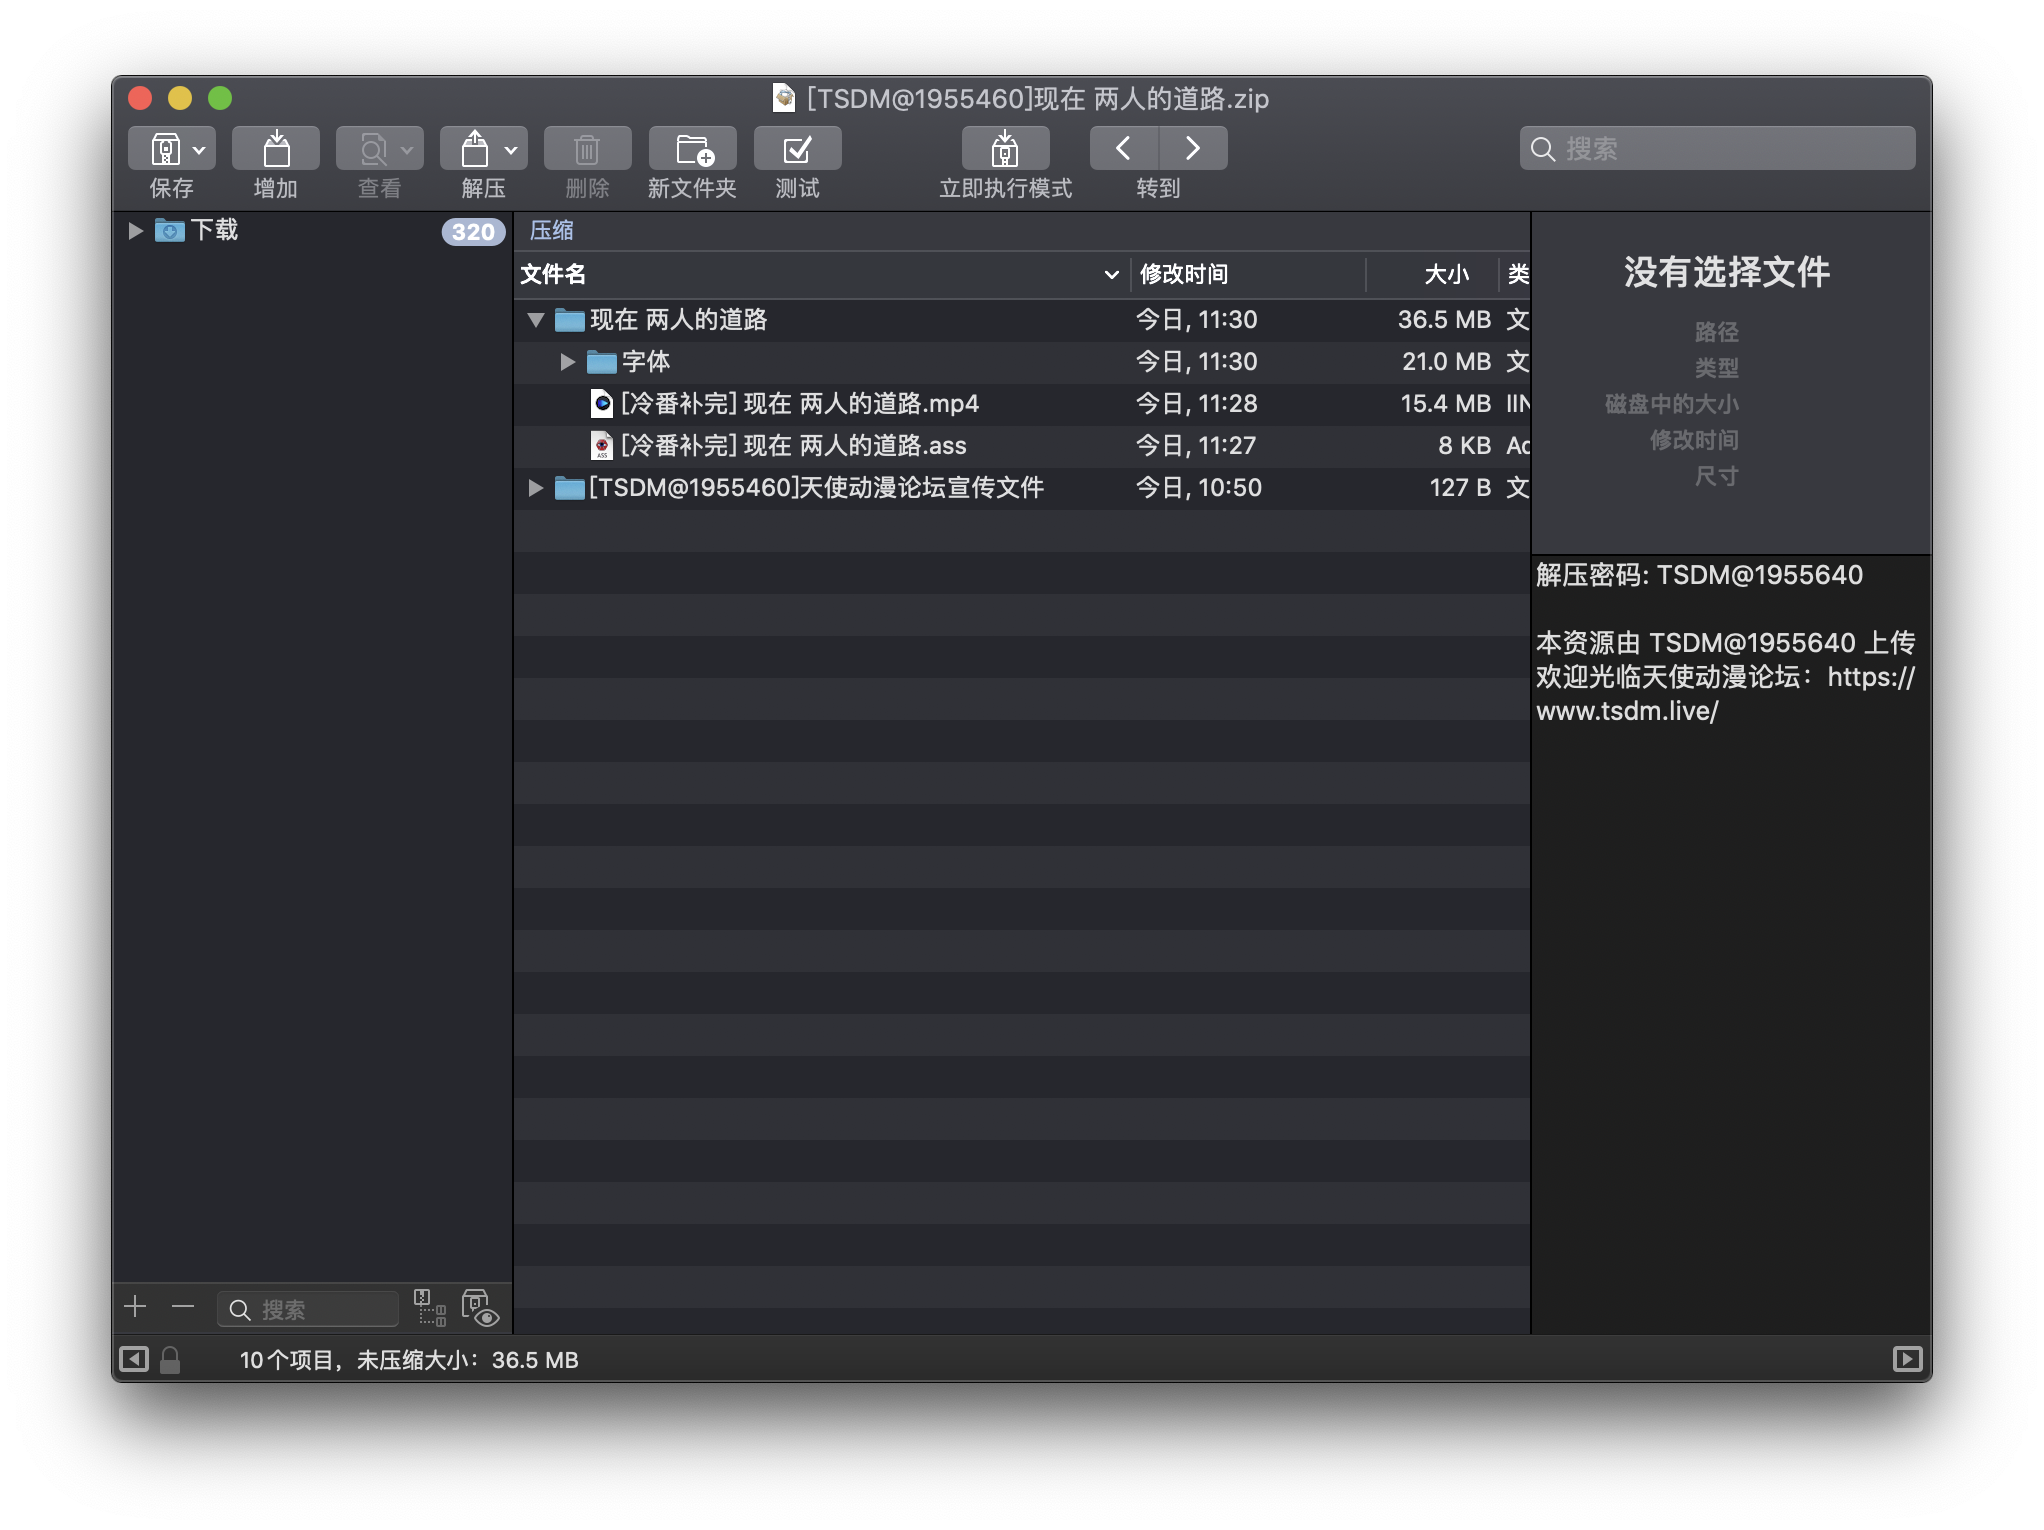 [TSDM@1955460]现在 两人的道路.zip
保存 增加 查看 解压 删除 新文件夹 测试 立即执行模式 转到 搜索
下载 320
压缩
文件名 修改时间 大小 类
现在 两人的道路 今日, 11:30 36.5 MB 文
字体 今日, 11:30 21.0 MB 文
[冷番补完] 现在 两人的道路.mp4 今日, 11:28 15.4 MB IIN
[冷番补完] 现在 两人的道路.ass 今日, 11:27 8 KB
[TSDM@1955460]天使动漫论坛宣传文件 今日, 10:50 127 B 文
没有选择文件
路径
类型
磁盘中的大小
修改时间
尺寸
解压密码: TSDM@1955640
本资源由 TSDM@1955640 上传
欢迎光临天使动漫论坛：https://
www.tsdm.live/
搜索
10 个项目，未压缩大小：36.5 MB